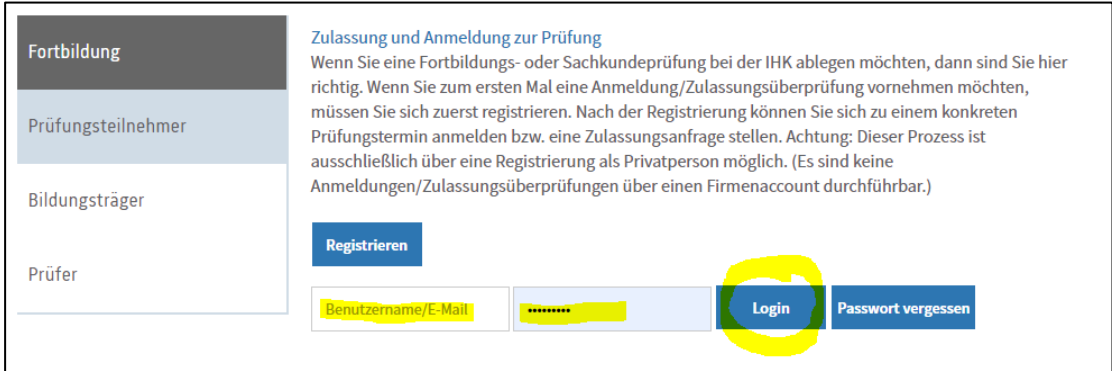 Fortbildung
Prüfungsteilnehmer
Bildungsträger
Prüfer
Zulassung und Anmeldung zur Prüfung
Wenn Sie eine Fortbildungs- oder Sachkundeprüfung bei der IHK ablegen möchten, dann sind Sie hier
richtig. Wenn Sie zum ersten Mal eine Anmeldung/Zulassungsüberprüfung vornehmen möchten,
müssen Sie sich zuerst registrieren. Nach der Registrierung können Sie sich zu einem konkreten
Prüfungstermin anmelden bzw. eine Zulassungsanfrage stellen. Achtung: Dieser Prozess ist
ausschließlich über eine Registrierung als Privatperson möglich. (Es sind keine
Anmeldungen/Zulassungsüberprüfungen über einen Firmenaccount durchführbar.)
Registrieren
Benutzername/E-Mail ••••••••• Login Passwort vergessen